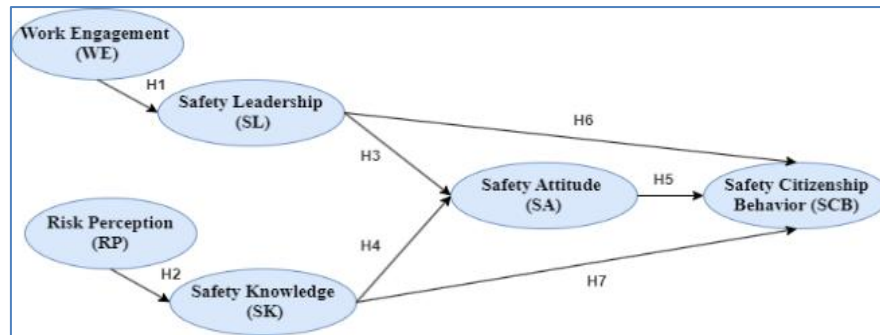 Work Engagement
(WE)
H1
Safety Leadership
(SL)
H6
H3
Safety Attitude
(SA)
H5
Safety Citizenship
Behavior (SCB)
Risk Perception
(RP)
H4
H2
Safety Knowledge
(SK)
H7